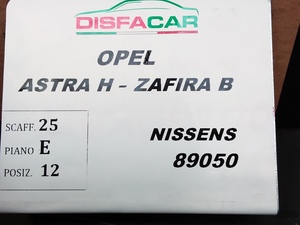 DISFACAR
OPEL
ASTRA H - ZAFIRA B
SCAFF. 25
PIANO E
POSIZ. 12
NISSENS
89050